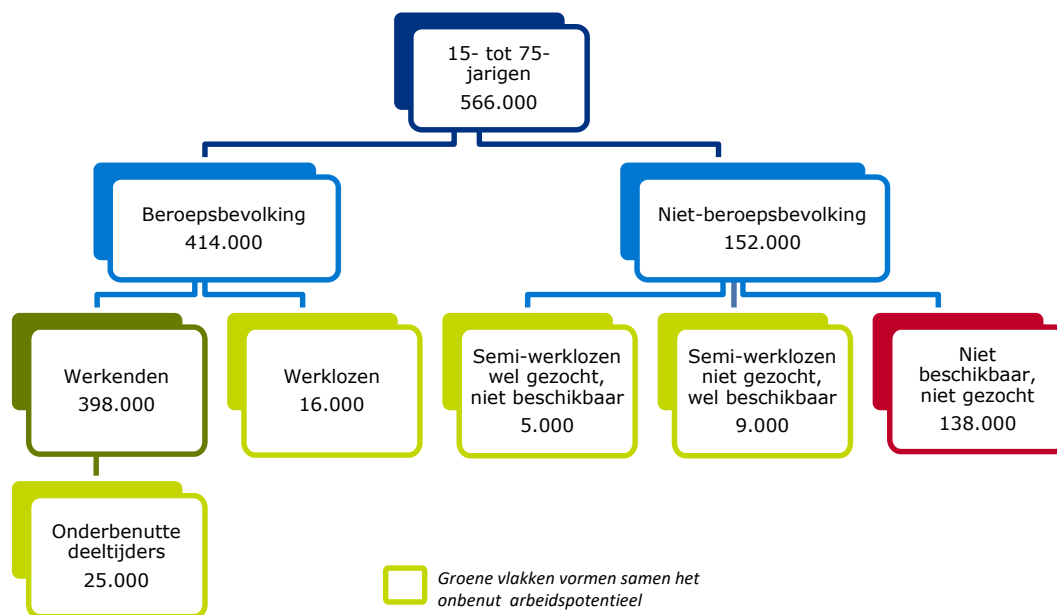 15- tot 75-
jarigen
566.000
Beroepsbevolking
414.000
Niet-beroepsbevolking
152.000
Werkenden
398.000
Werklozen
16.000
Semi-werklozen
wel gezocht,
niet beschikbaar
5.000
Semi-werklozen
niet gezocht,
wel beschikbaar
9.000
Niet
beschikbaar,
niet gezocht
138.000
Onderbenutte
deeltijders
25.000
Groene vlakken vormen samen het
onbenut arbeidspotentieel